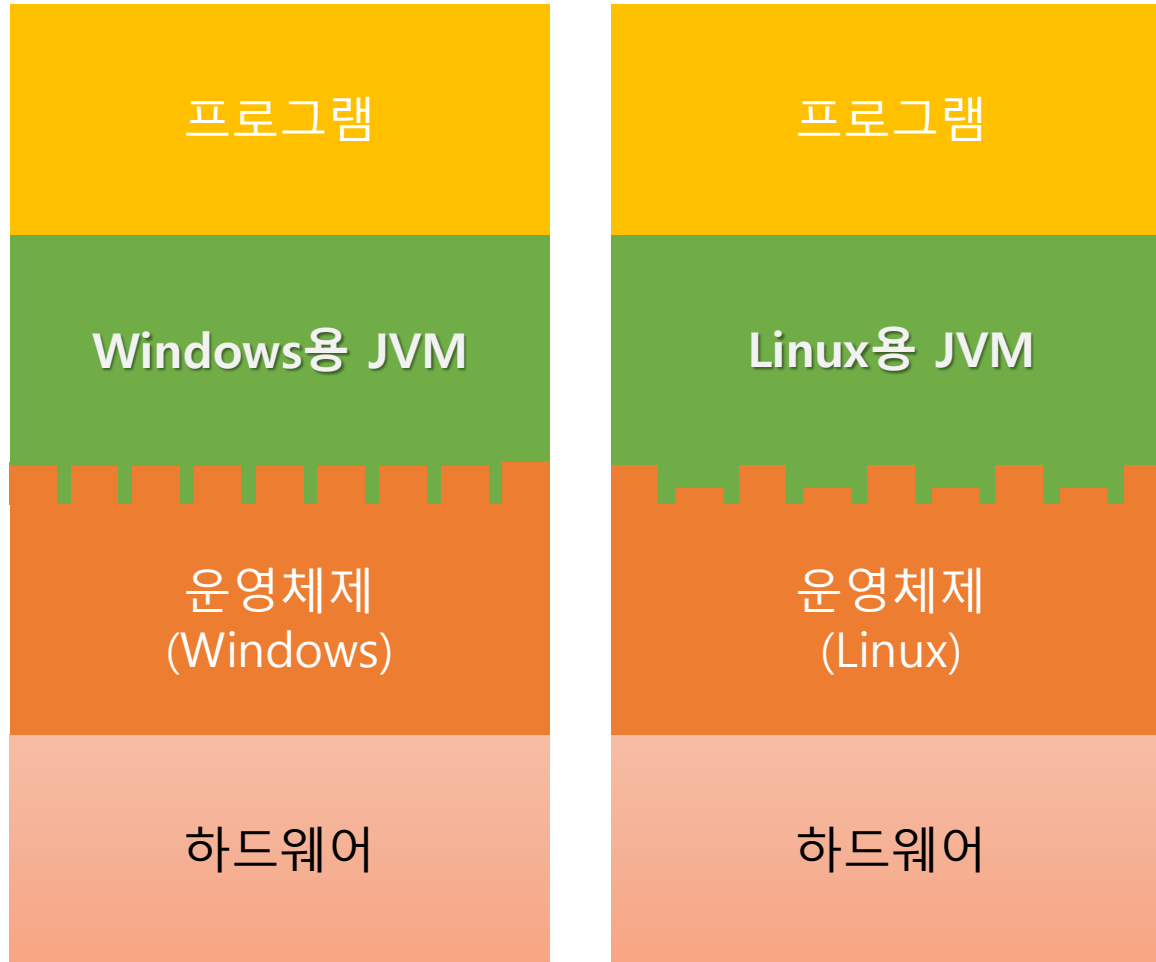 프로그램
Windows용 JVM
운영체제
(Windows)
하드웨어
프로그램
Linux용 JVM
운영체제
(Linux)
하드웨어